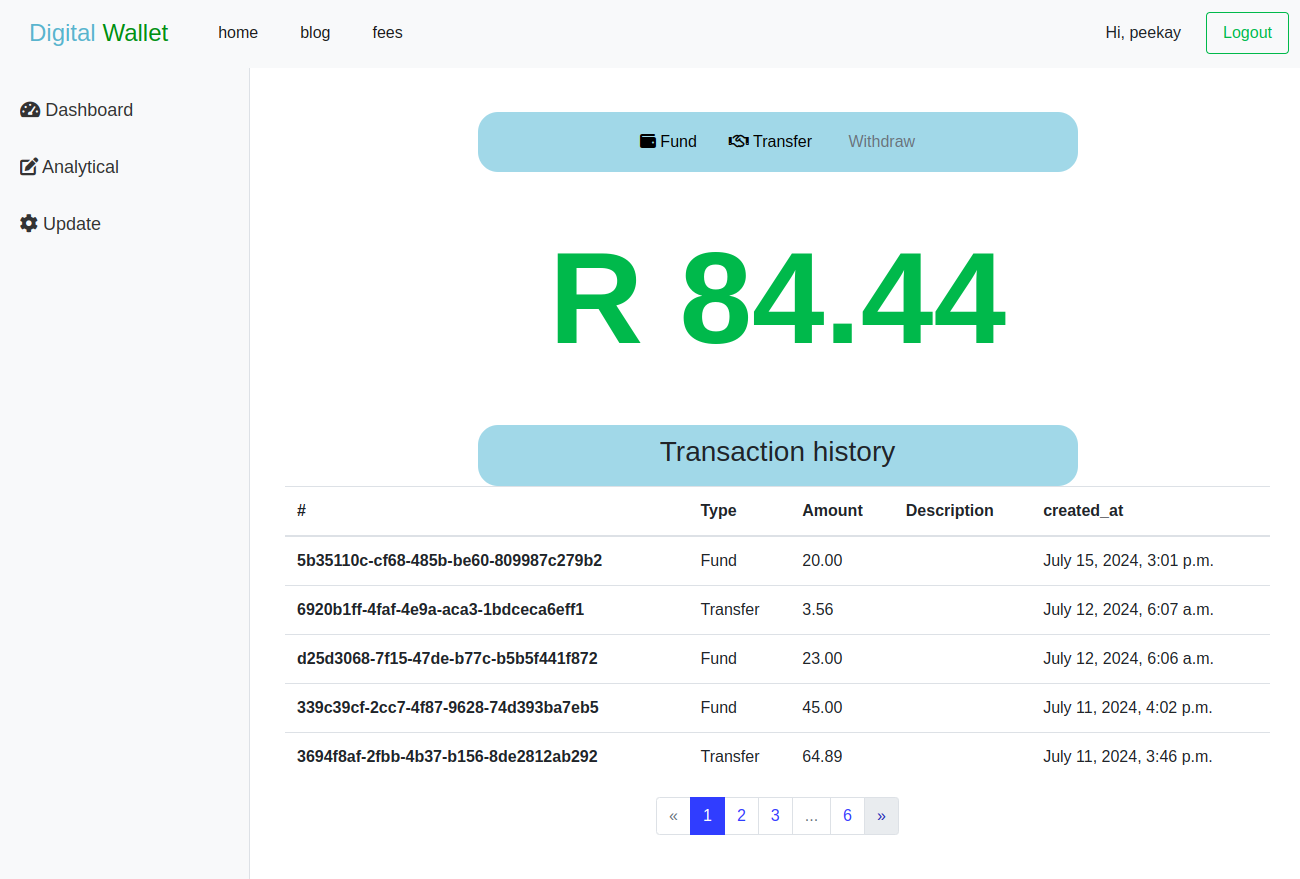 Digital Wallet home blog fees Hi, peekay Logout
Dashboard
Analytical
Update
Fund Transfer Withdraw
R 84.44
Transaction history
# Type Amount Description created_at
5b35110c-cf68-485b-be60-809987c279b2 Fund 20.00 July 15, 2024, 3:01 p.m.
6920b1ff-4faf-4e9a-aca3-1bdceca6eff1 Transfer 3.56 July 12, 2024, 6:07 a.m.
d25d3068-7f15-47de-b77c-b5b5f441f872 Fund 23.00 July 12, 2024, 6:06 a.m.
339c39cf-2cc7-4f87-9628-74d393ba7eb5 Fund 45.00 July 11, 2024, 4:02 p.m.
3694f8af-2fbb-4b37-b156-8de2812ab292 Transfer 64.89 July 11, 2024, 3:46 p.m.
« 1 2 3 ... 6 »